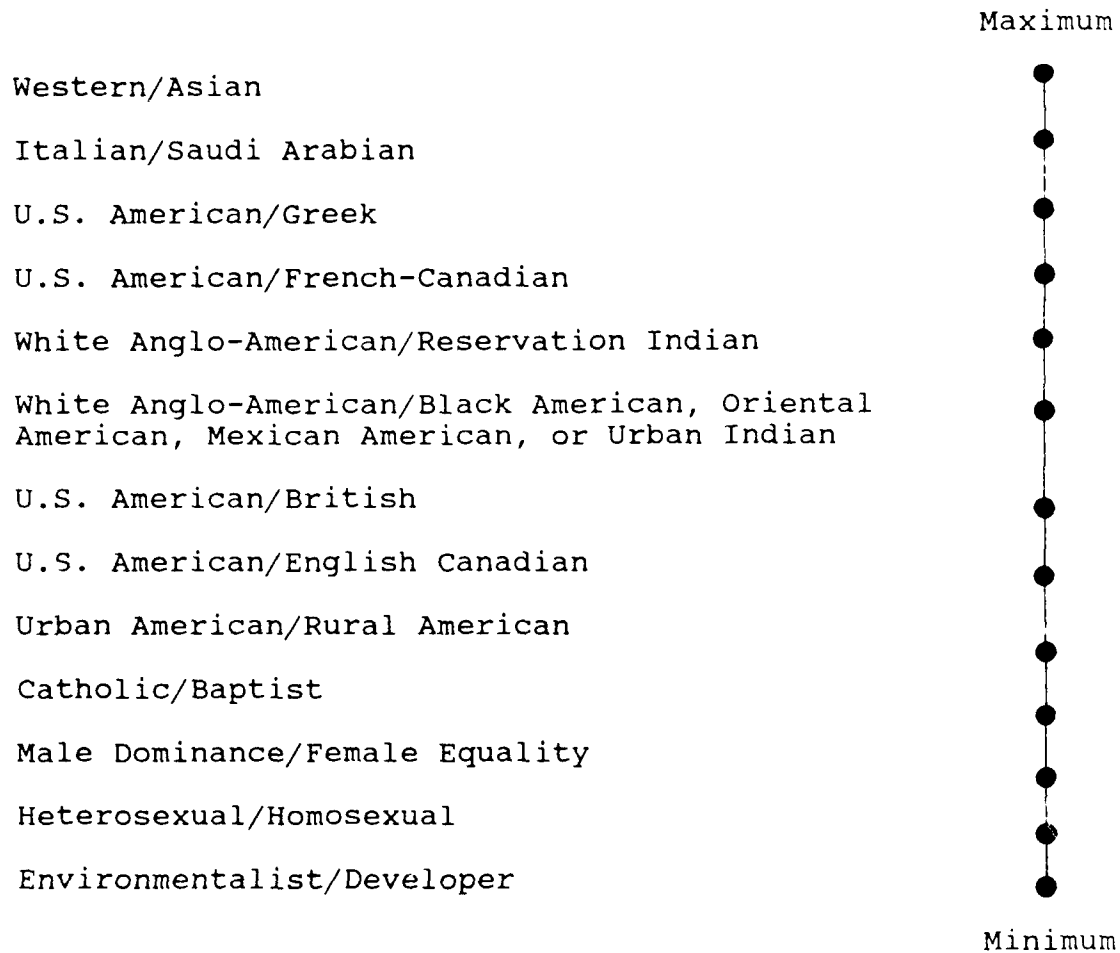 Maximum
Western/Asian
Italian/Saudi Arabian
U.S. American/Greek
U.S. American/French-Canadian
White Anglo-American/Reservation Indian
White Anglo-American/Black American, Oriental
American, Mexican American, or Urban Indian
U.S. American/British
U.S. American/English Canadian
Urban American/Rural American
Catholic/Baptist
Male Dominance/Female Equality
Heterosexual/Homosexual
Environmentalist/Developer
Minimum